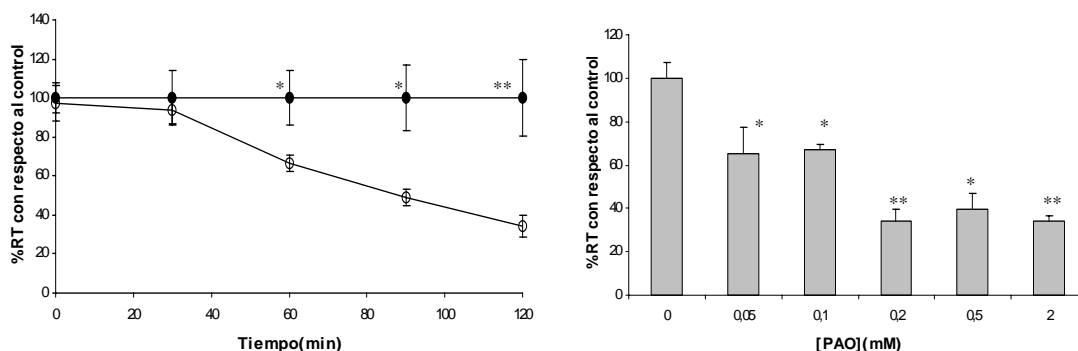 %RT con respecto al control
140
120
100
80
60
40
20
0
* * **
0 20 40 60 80 100 120
Tiempo(min)
%RT con respecto al control
120
100
80
60
40
20
0
* * ** * **
0 0,05 0,1 0,2 0,5 2
[PAO](mM)